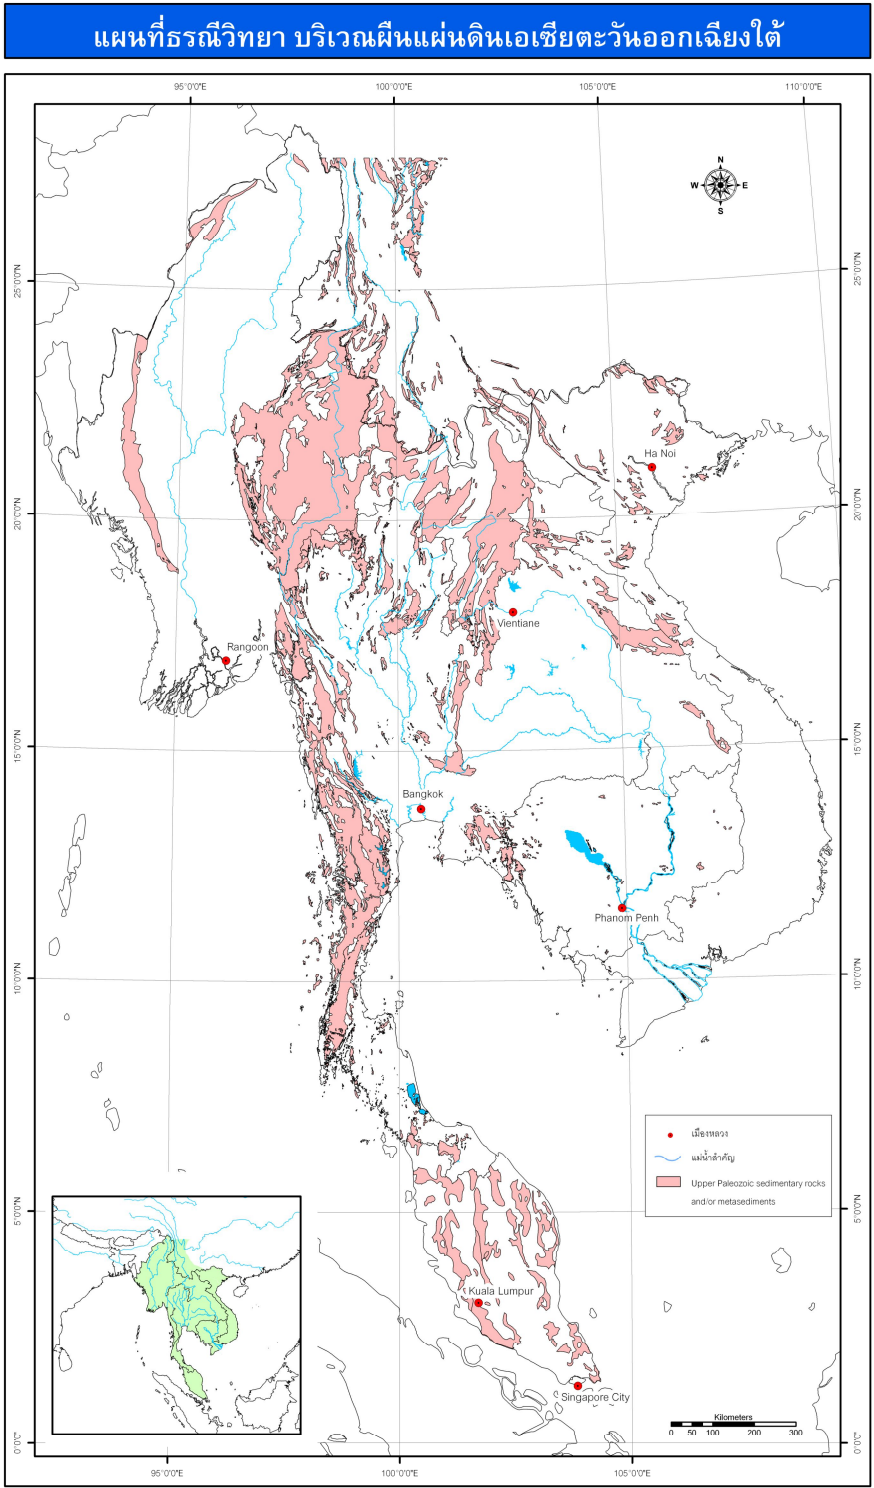 แผนที่ธรณีวิทยา บริเวณผืนแผ่นดินเอเซียตะวันออกเฉียงใต้
95°0'0"E 100°0'0"E 105°0'0"E 110°0'0"E
N
W E
S
25°0'0"N 25°0'0"N
Ha Noi
20°0'0"N 20°0'0"N
Vientiane
Rangoon
15°0'0"N 15°0'0"N
Bangkok
Phanom Penh
10°0'0"N 10°0'0"N
เมืองหลวง
แม่น้ำสำคัญ
Upper Paleozoic sedimentary rocks
and/or metasediments
5°0'0"N 5°0'0"N
Kuala Lumpur
Singapore City
Kilometers
0 50 100 200 300
0°0'0" 0°0'0"
95°0'0"E 100°0'0"E 105°0'0"E